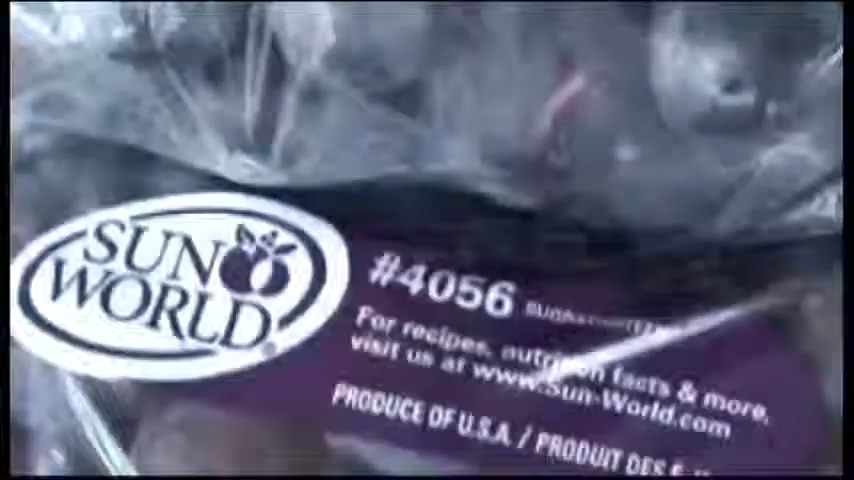 SUN
WORLD®
#4056
For recipes, nutrition facts & more,
visit us at www.Sun-World.com
PRODUCE OF U.S.A. / PRODUIT DES